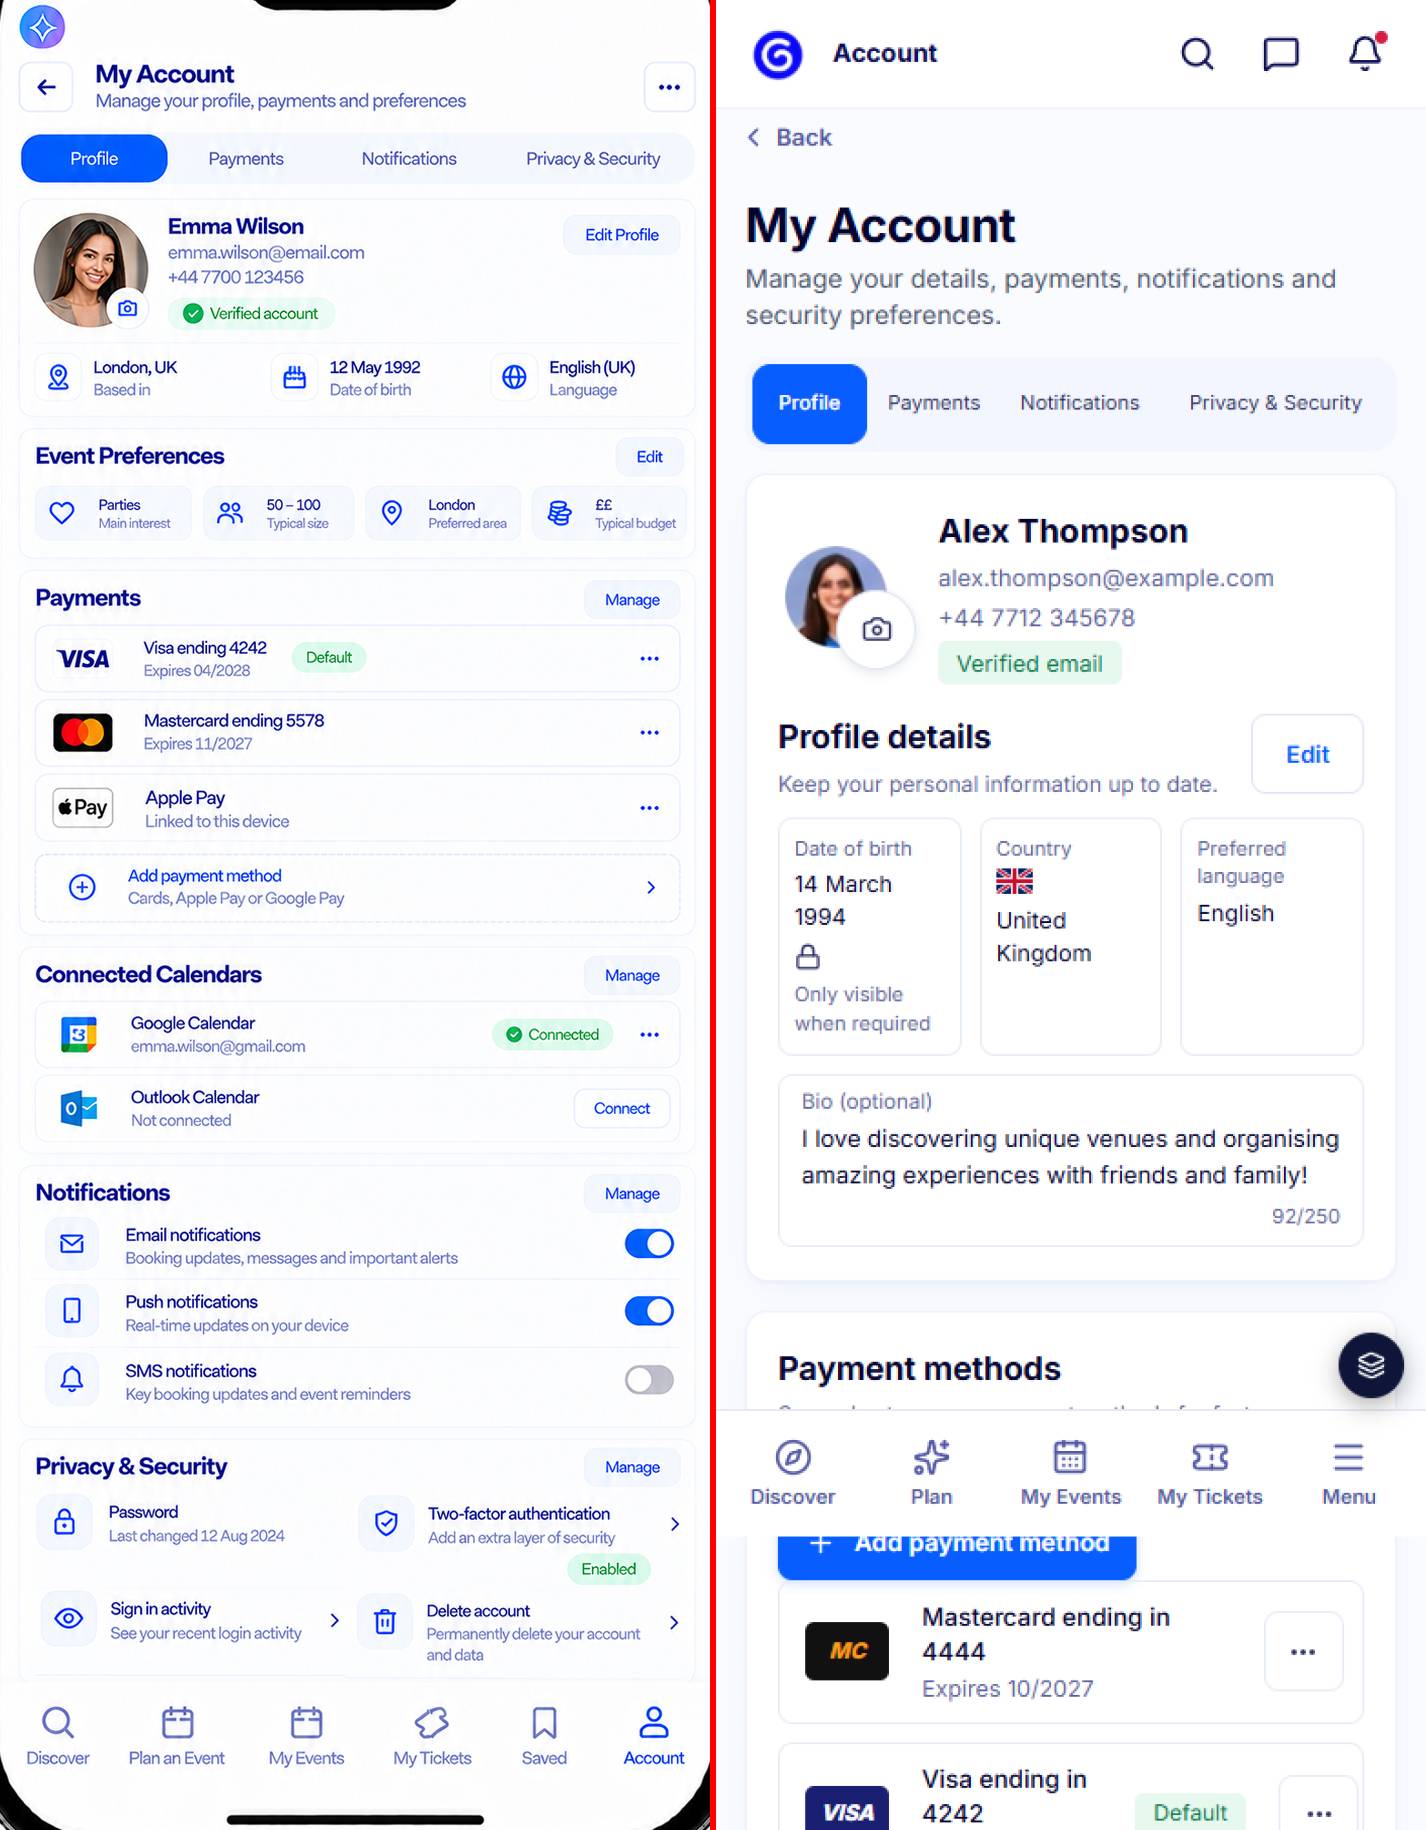 My Account
Manage your profile, payments and preferences
Profile
Payments
Notifications
Privacy & Security
Emma Wilson
emma.wilson@email.com
+44 7700 123456
Verified account
Edit Profile
London, UK
Based in
12 May 1992
Date of birth
English (UK)
Language
Event Preferences
Edit
Parties
Main interest
50 – 100
Typical size
London
Preferred area
££
Typical budget
Payments
Manage
VISA
Visa ending 4242
Expires 04/2028
Default
Mastercard ending 5578
Expires 11/2027
Pay
Apple Pay
Linked to this device
Add payment method
Cards, Apple Pay or Google Pay
Connected Calendars
Manage
Google Calendar
emma.wilson@gmail.com
Connected
Outlook Calendar
Not connected
Connect
Notifications
Manage
Email notifications
Booking updates, messages and important alerts
Push notifications
Real-time updates on your device
SMS notifications
Key booking updates and event reminders
Privacy & Security
Manage
Password
Last changed 12 Aug 2024
Two-factor authentication
Add an extra layer of security
Enabled
Sign in activity
See your recent login activity
Delete account
Permanently delete your account
and data
Discover
Plan an Event
My Events
My Tickets
Saved
Account
Account
Back
My Account
Manage your details, payments, notifications and
security preferences.
Profile
Payments
Notifications
Privacy & Security
Alex Thompson
alex.thompson@example.com
+44 7712 345678
Verified email
Profile details
Keep your personal information up to date.
Edit
Date of birth
14 March
1994
Only visible
when required
Country
United
Kingdom
Preferred
language
English
Bio (optional)
I love discovering unique venues and organising
amazing experiences with friends and family!
92/250
Payment methods
Discover
Plan
My Events
My Tickets
Menu
Add payment method
MC
Mastercard ending in
4444
Expires 10/2027
VISA
Visa ending in
4242
Default